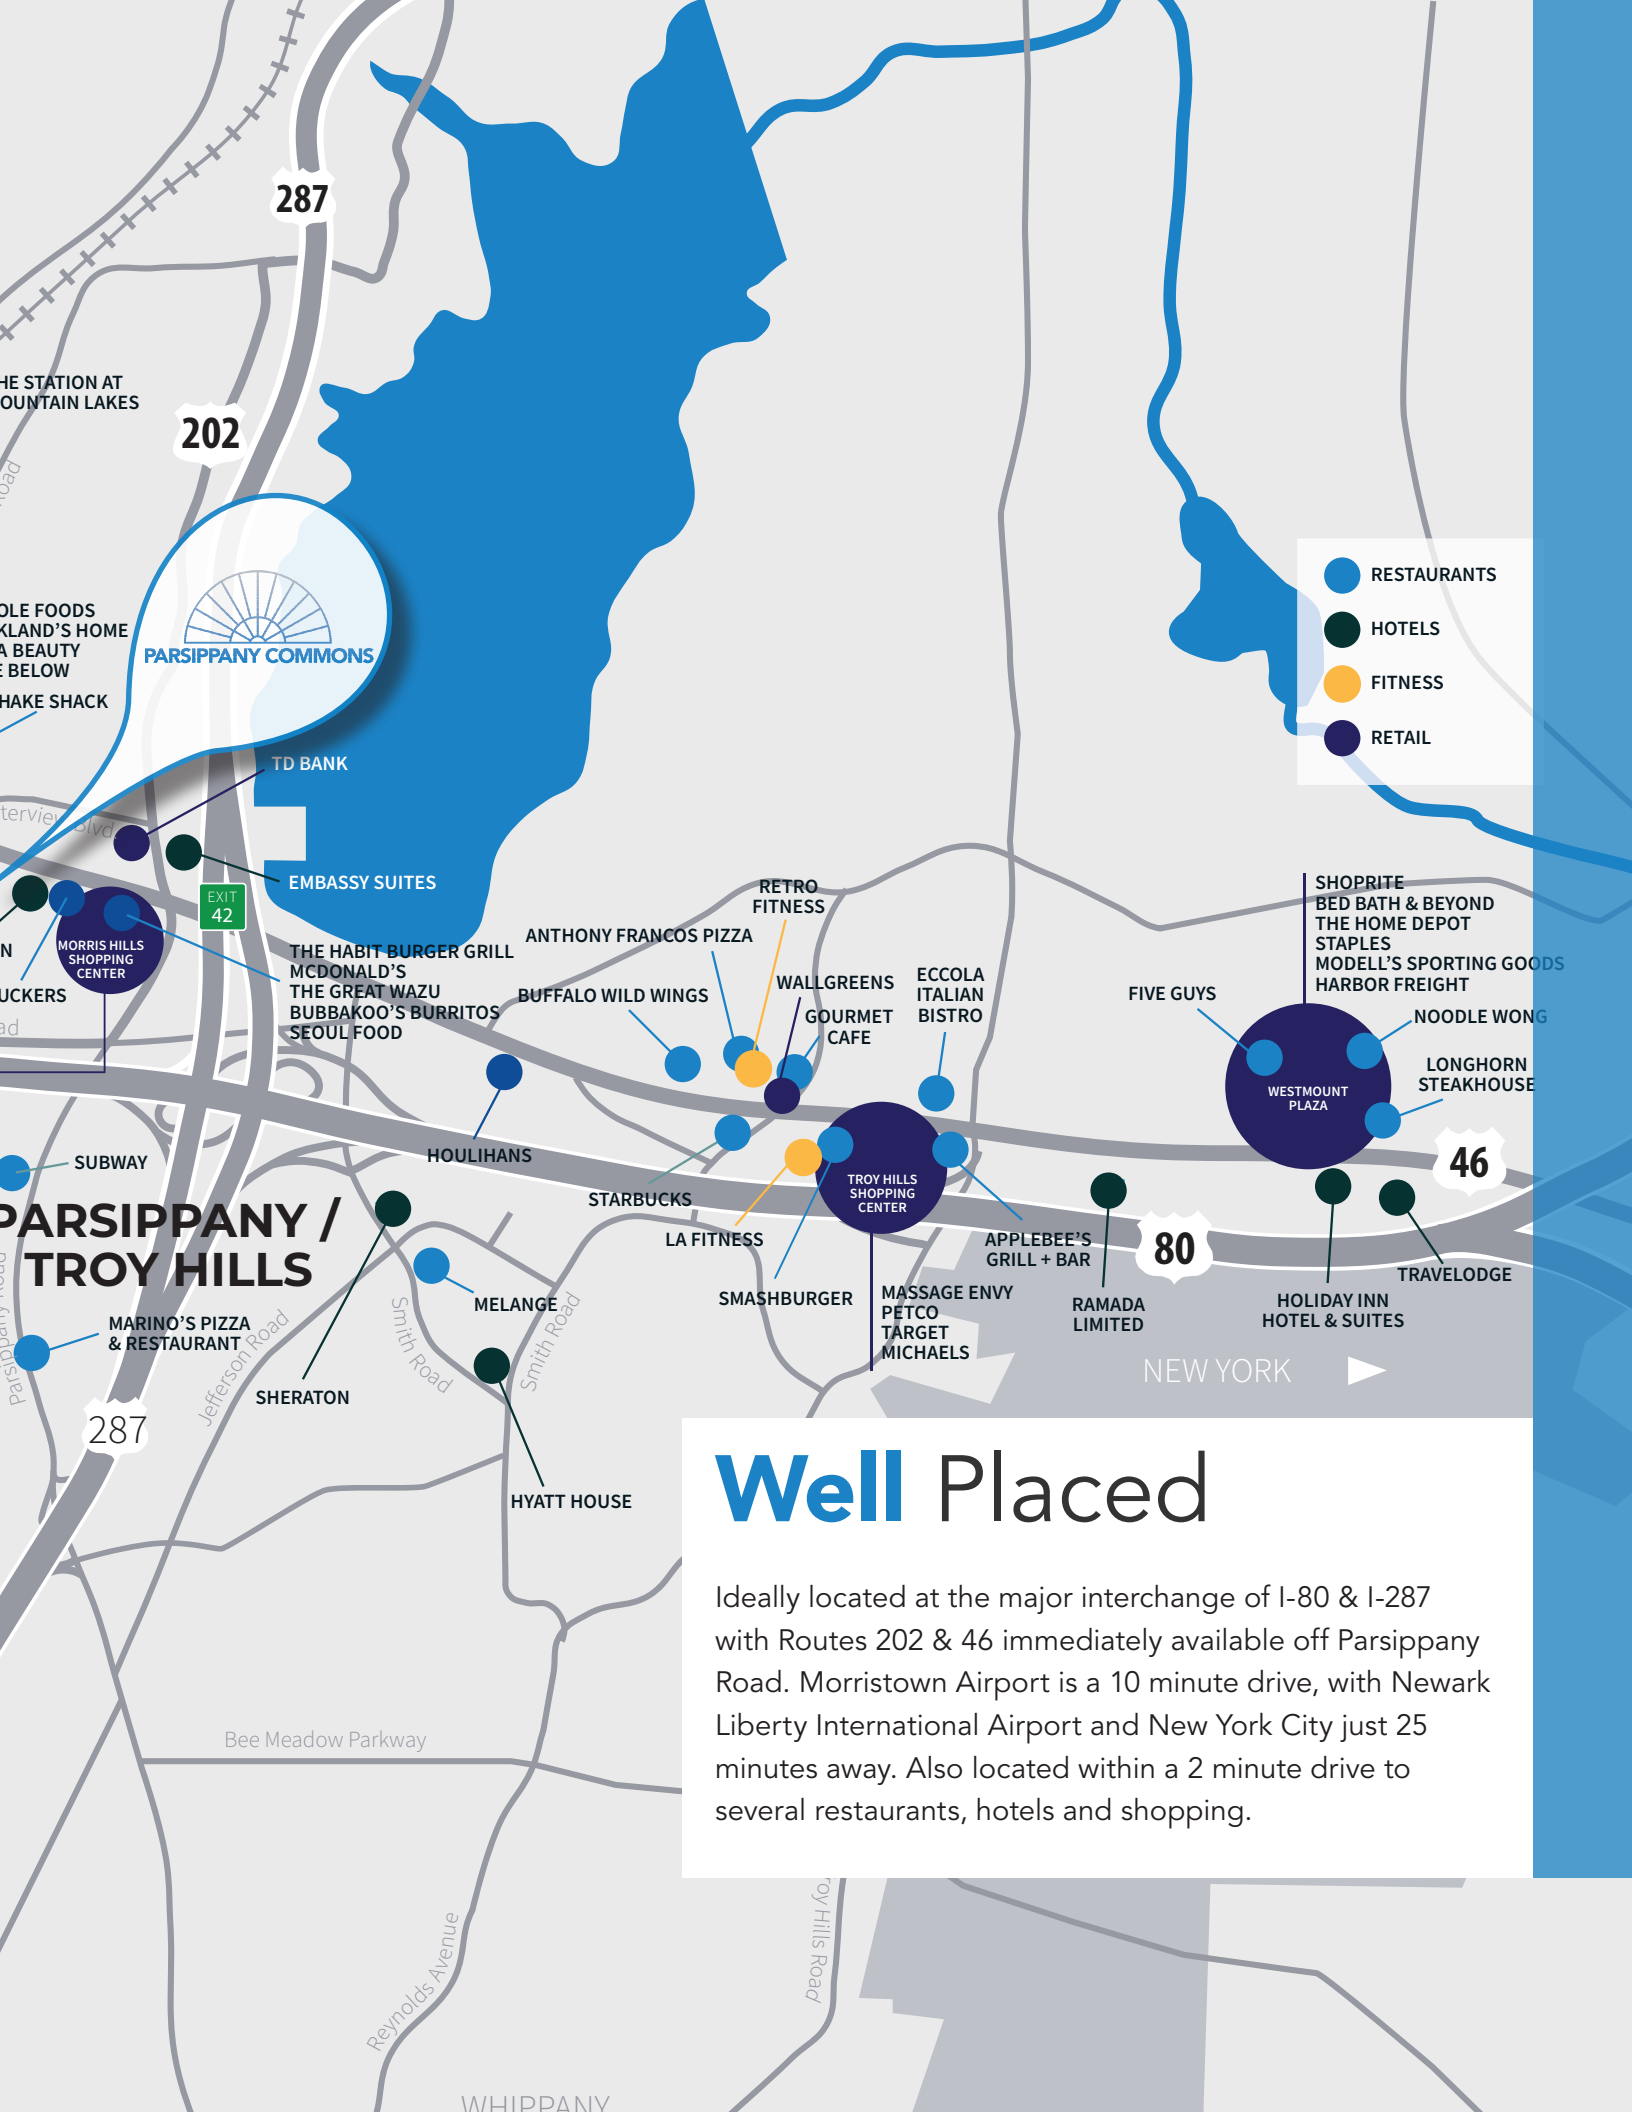 287
HE STATION AT
OUNTAIN LAKES
202
Road
OLE FOODS
KLAND'S HOME
A BEAUTY
E BELOW
HAKE SHACK
PARSIPPANY COMMONS
RESTAURANTS
HOTELS
FITNESS
RETAIL
TD BANK
terview Blvd.
EMBASSY SUITES
EXIT
42
MORRIS HILLS
SHOPPING
CENTER
N
UCKERS
ad
THE HABIT BURGER GRILL
MCDONALD'S
THE GREAT WAZU
BUBBAKOO'S BURRITOS
SEOUL FOOD
RETRO
FITNESS
ANTHONY FRANCOS PIZZA
BUFFALO WILD WINGS
WALLGREENS
GOURMET
CAFE
ECCOLA
ITALIAN
BISTRO
FIVE GUYS
SHOPRITE
BED BATH & BEYOND
THE HOME DEPOT
STAPLES
MODELL'S SPORTING GOODS
HARBOR FREIGHT
NOODLE WONG
LONGHORN
STEAKHOUSE
WESTMOUNT
PLAZA
HOULIHANS
SUBWAY
STARBUCKS
TROY HILLS
SHOPPING
CENTER
46
PARSIPPANY /
TROY HILLS
LA FITNESS
APPLEBEE'S
GRILL + BAR
80
TRAVELODGE
MELANGE
SMASHBURGER
MASSAGE ENVY
PETCO
TARGET
MICHAELS
RAMADA
LIMITED
HOLIDAY INN
HOTEL & SUITES
MARINO'S PIZZA
& RESTAURANT
Parsippany Road
Jefferson Road
Smith Road
Smith Road
NEW YORK
SHERATON
287
HYATT HOUSE
Well Placed
Ideally located at the major interchange of I-80 & I-287
with Routes 202 & 46 immediately available off Parsippany
Road. Morristown Airport is a 10 minute drive, with Newark
Liberty International Airport and New York City just 25
minutes away. Also located within a 2 minute drive to
several restaurants, hotels and shopping.
Bee Meadow Parkway
Reynolds Avenue
roy Hills Road
WHIPPANY